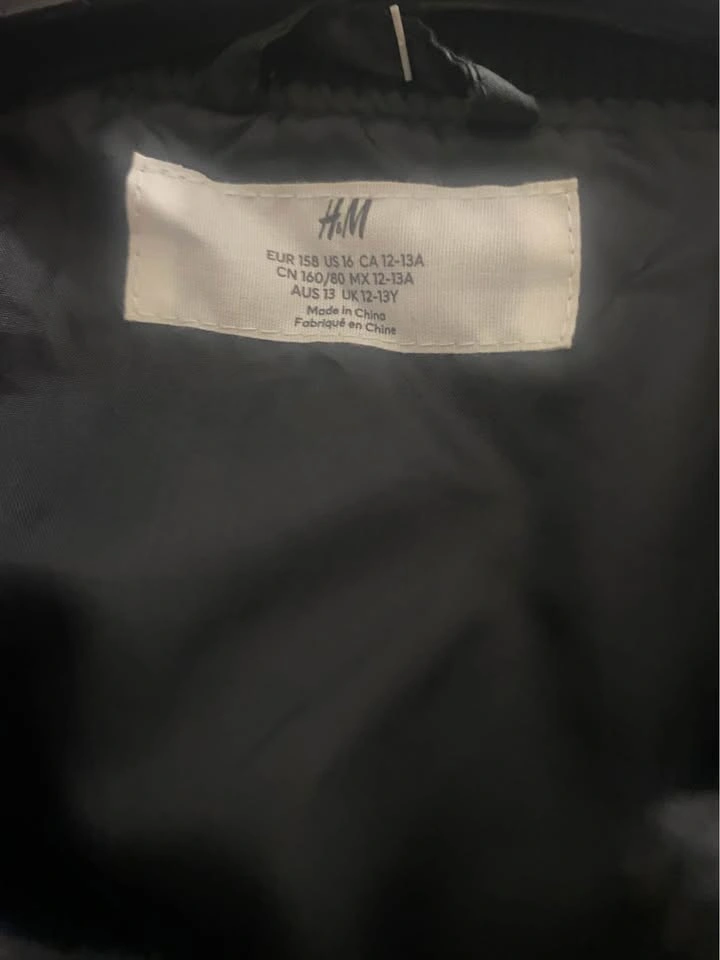 H&M
EUR 158 US 16 CA 12-13A
CN 160/80 MX 12-13A
AUS 13 UK 12-13Y
Made in China
Fabriqué en Chine